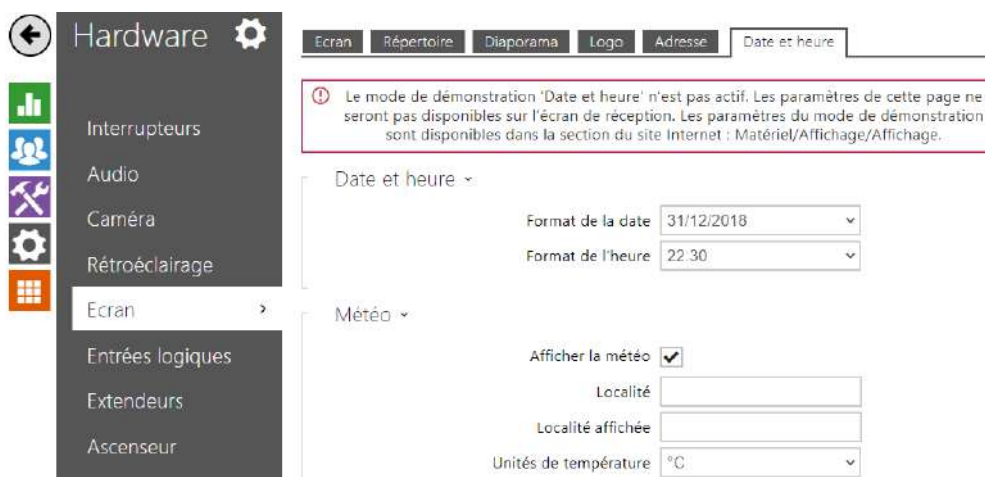 Hardware
Interrupteurs
Audio
Caméra
Rétroéclairage
Ecran
Entrées logiques
Extendeurs
Ascenseur
Ecran Répertoire Diaporama Logo Adresse Date et heure
Le mode de démonstration 'Date et heure' n'est pas actif. Les paramètres de cette page ne
seront pas disponibles sur l'écran de réception. Les paramètres du mode de démonstration
sont disponibles dans la section du site Internet : Matériel/Affichage/Affichage.
Date et heure
Format de la date 31/12/2018
Format de l'heure 22:30
Météo
Afficher la météo
Localité
Localité affichée
Unités de température °C